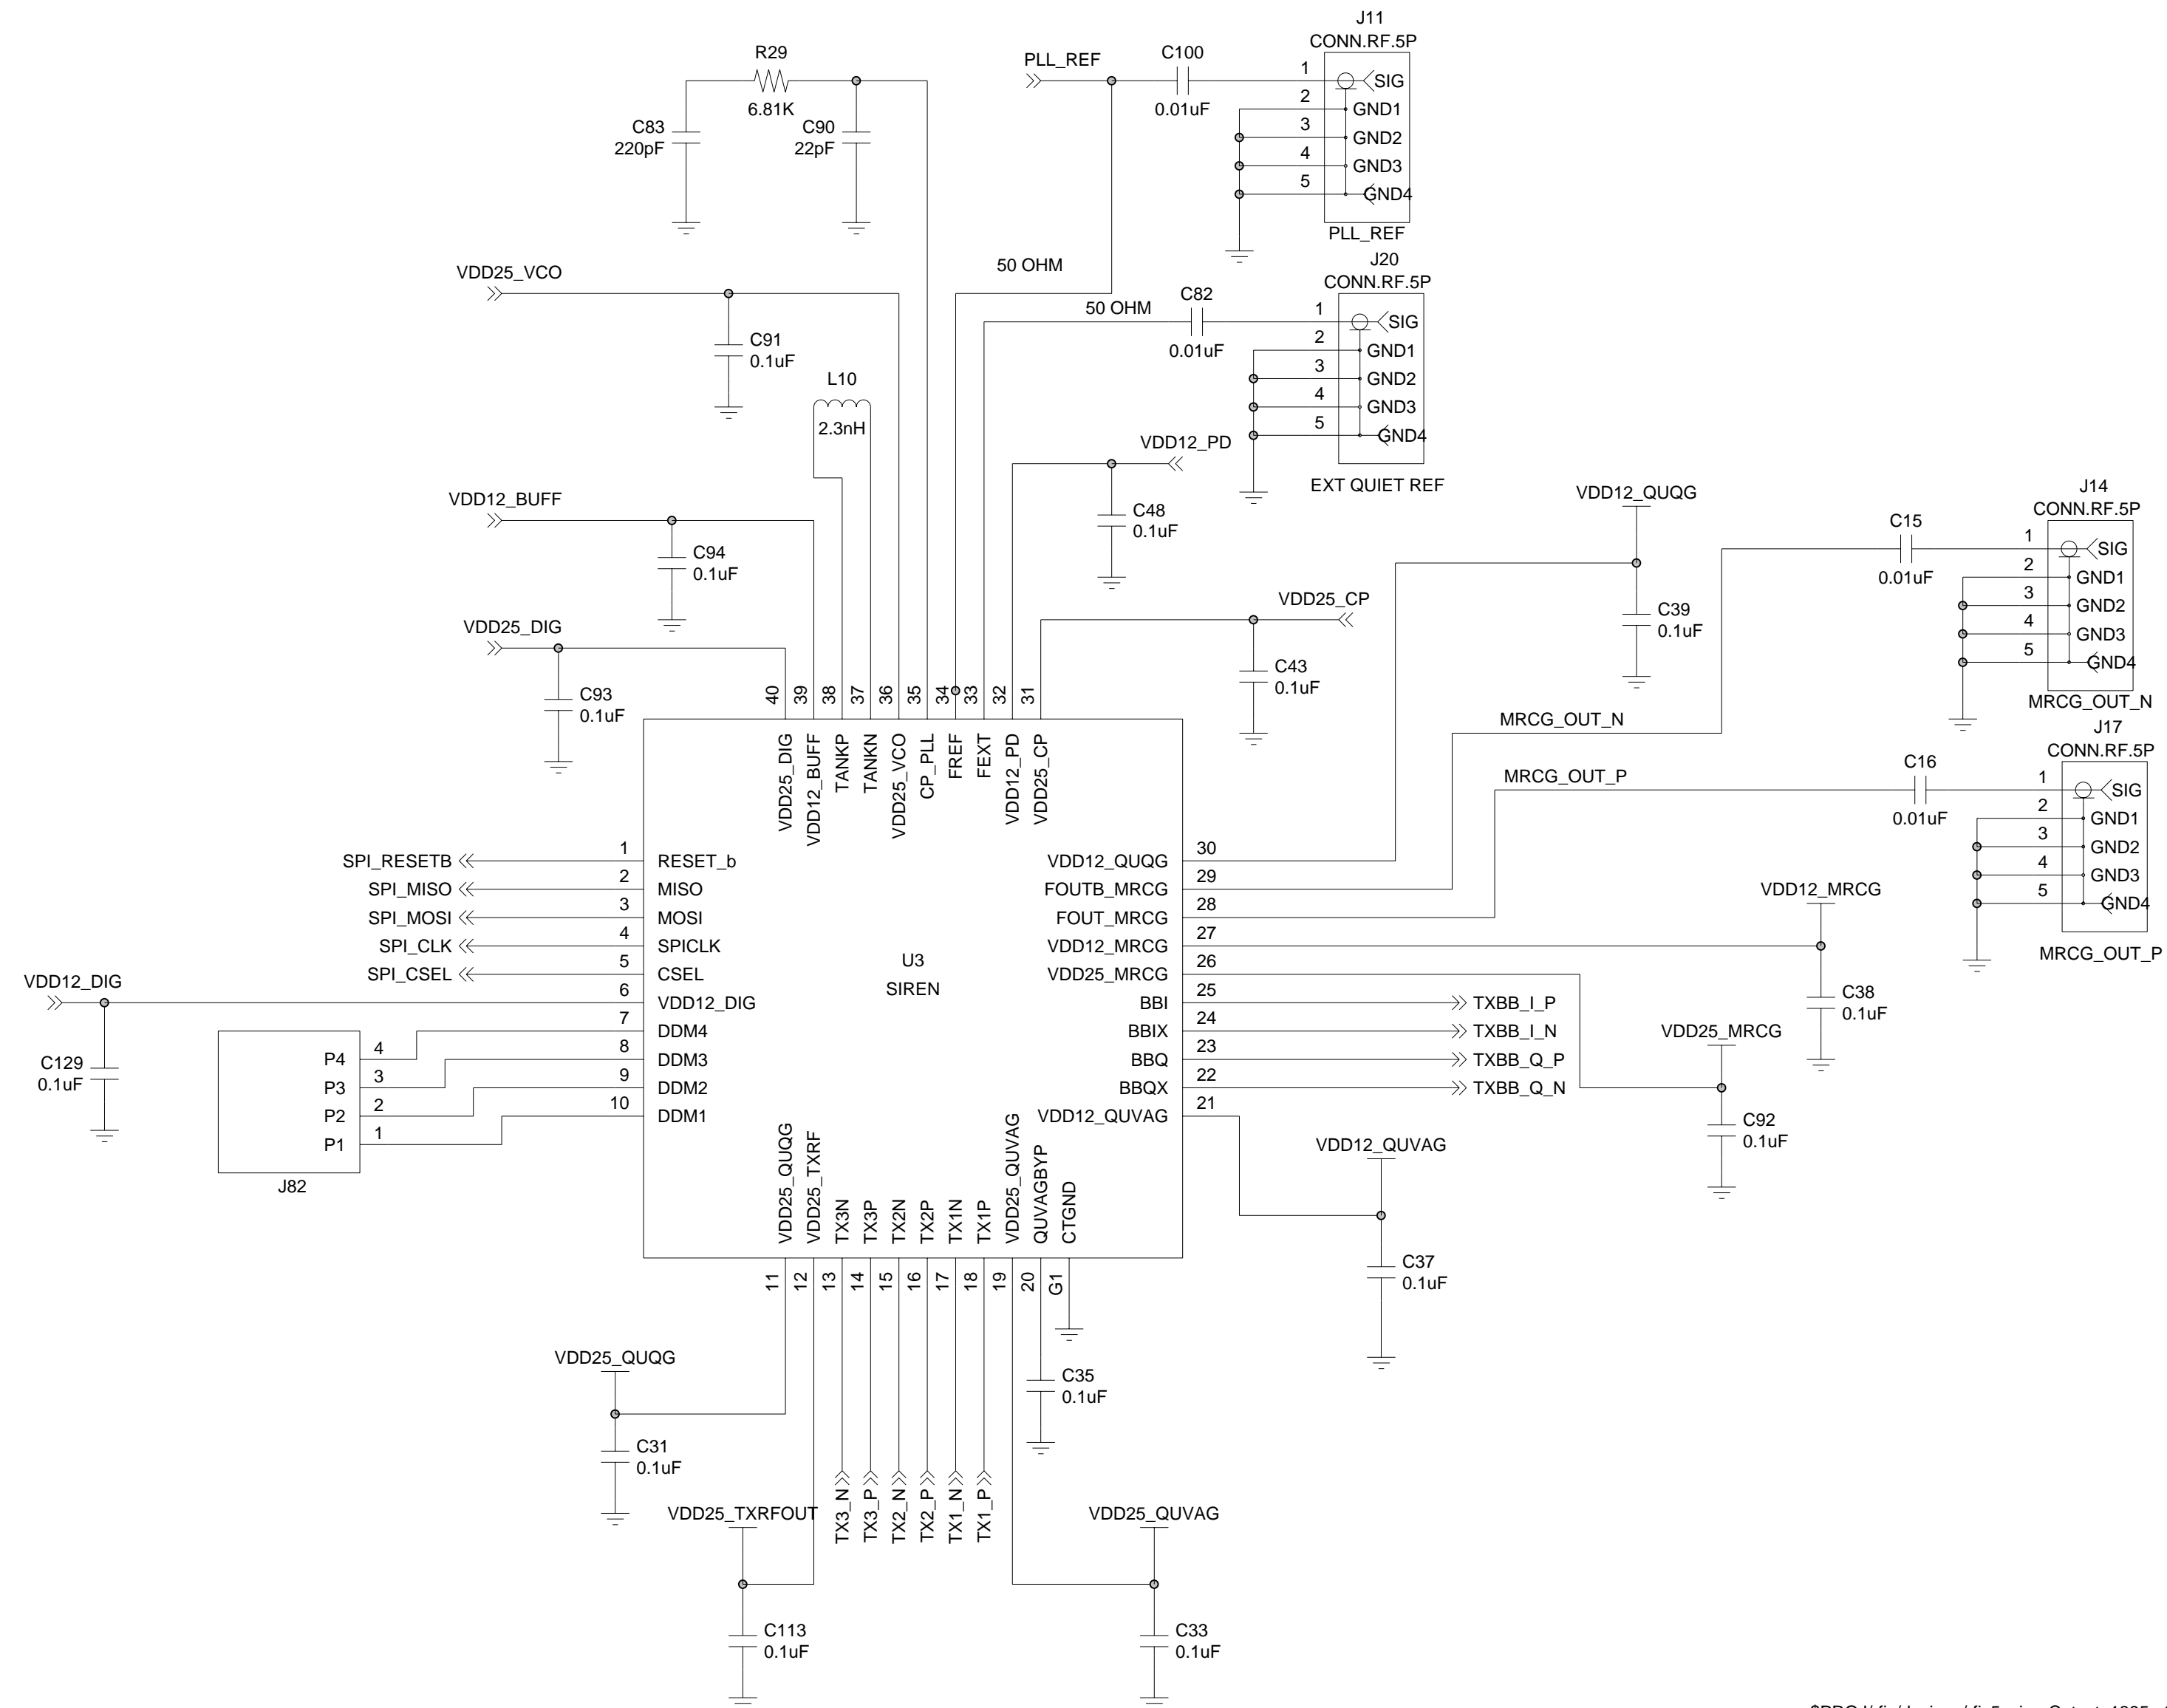 J11
CONN.RF.5P
R29
6.81K
C83
220pF
C90
22pF
PLL_REF
C100
0.01uF
1
2
3
4
5
SIG
GND1
GND2
GND3
GND4
PLL_REF
50 OHM
J20
CONN.RF.5P
50 OHM
C82
0.01uF
1
2
3
4
5
SIG
GND1
GND2
GND3
GND4
EXT QUIET REF
VDD25_VCO
C91
0.1uF
L10
2.3nH
VDD12_PD
C48
0.1uF
VDD12_BUFF
C94
0.1uF
VDD25_DIG
C93
0.1uF
VDD25_CP
C43
0.1uF
VDD12_QUQG
C39
0.1uF
J14
CONN.RF.5P
C15
0.01uF
1
2
3
4
5
SIG
GND1
GND2
GND3
GND4
MRCG_OUT_N
MRCG_OUT_N
J17
CONN.RF.5P
MRCG_OUT_P
C16
0.01uF
1
2
3
4
5
SIG
GND1
GND2
GND3
GND4
MRCG_OUT_P
40
39
38
37
36
35
34
33
32
31
VDD25_DIG
VDD12_BUFF
TANKP
TANKN
VDD25_VCO
CP_PLL
FREF
FEXT
VDD12_PD
VDD25_CP
SPI_RESETB
1
RESET_b
SPI_MISO
2
MISO
SPI_MOSI
3
MOSI
SPI_CLK
4
SPICLK
SPI_CSEL
5
CSEL
VDD12_DIG
6
VDD12_DIG
7
DDM4
8
DDM3
9
DDM2
10
DDM1
C129
0.1uF
P4
4
P3
3
P2
2
P1
1
J82
U3
SIREN
VDD12_QUQG
30
FOUTB_MRCG
29
FOUT_MRCG
28
VDD12_MRCG
27
VDD25_MRCG
26
BBI
25
TXBB_I_P
BBIX
24
TXBB_I_N
BBQ
23
TXBB_Q_P
BBQX
22
TXBB_Q_N
VDD12_QUVAG
21
VDD12_MRCG
C38
0.1uF
VDD25_MRCG
C92
0.1uF
VDD12_QUVAG
C37
0.1uF
VDD25_QUQG
VDD25_TXRF
TX3N
TX3P
TX2N
TX2P
TX1N
TX1P
VDD25_QUVAG
QUVAGBYP
CTGND
11
12
13
14
15
16
17
18
19
20
G1
VDD25_QUQG
C31
0.1uF
C35
0.1uF
TX3_N
TX3_P
TX2_N
TX2_P
TX1_N
TX1_P
VDD25_TXRFOUT
C113
0.1uF
VDD25_QUVAG
C33
0.1uF